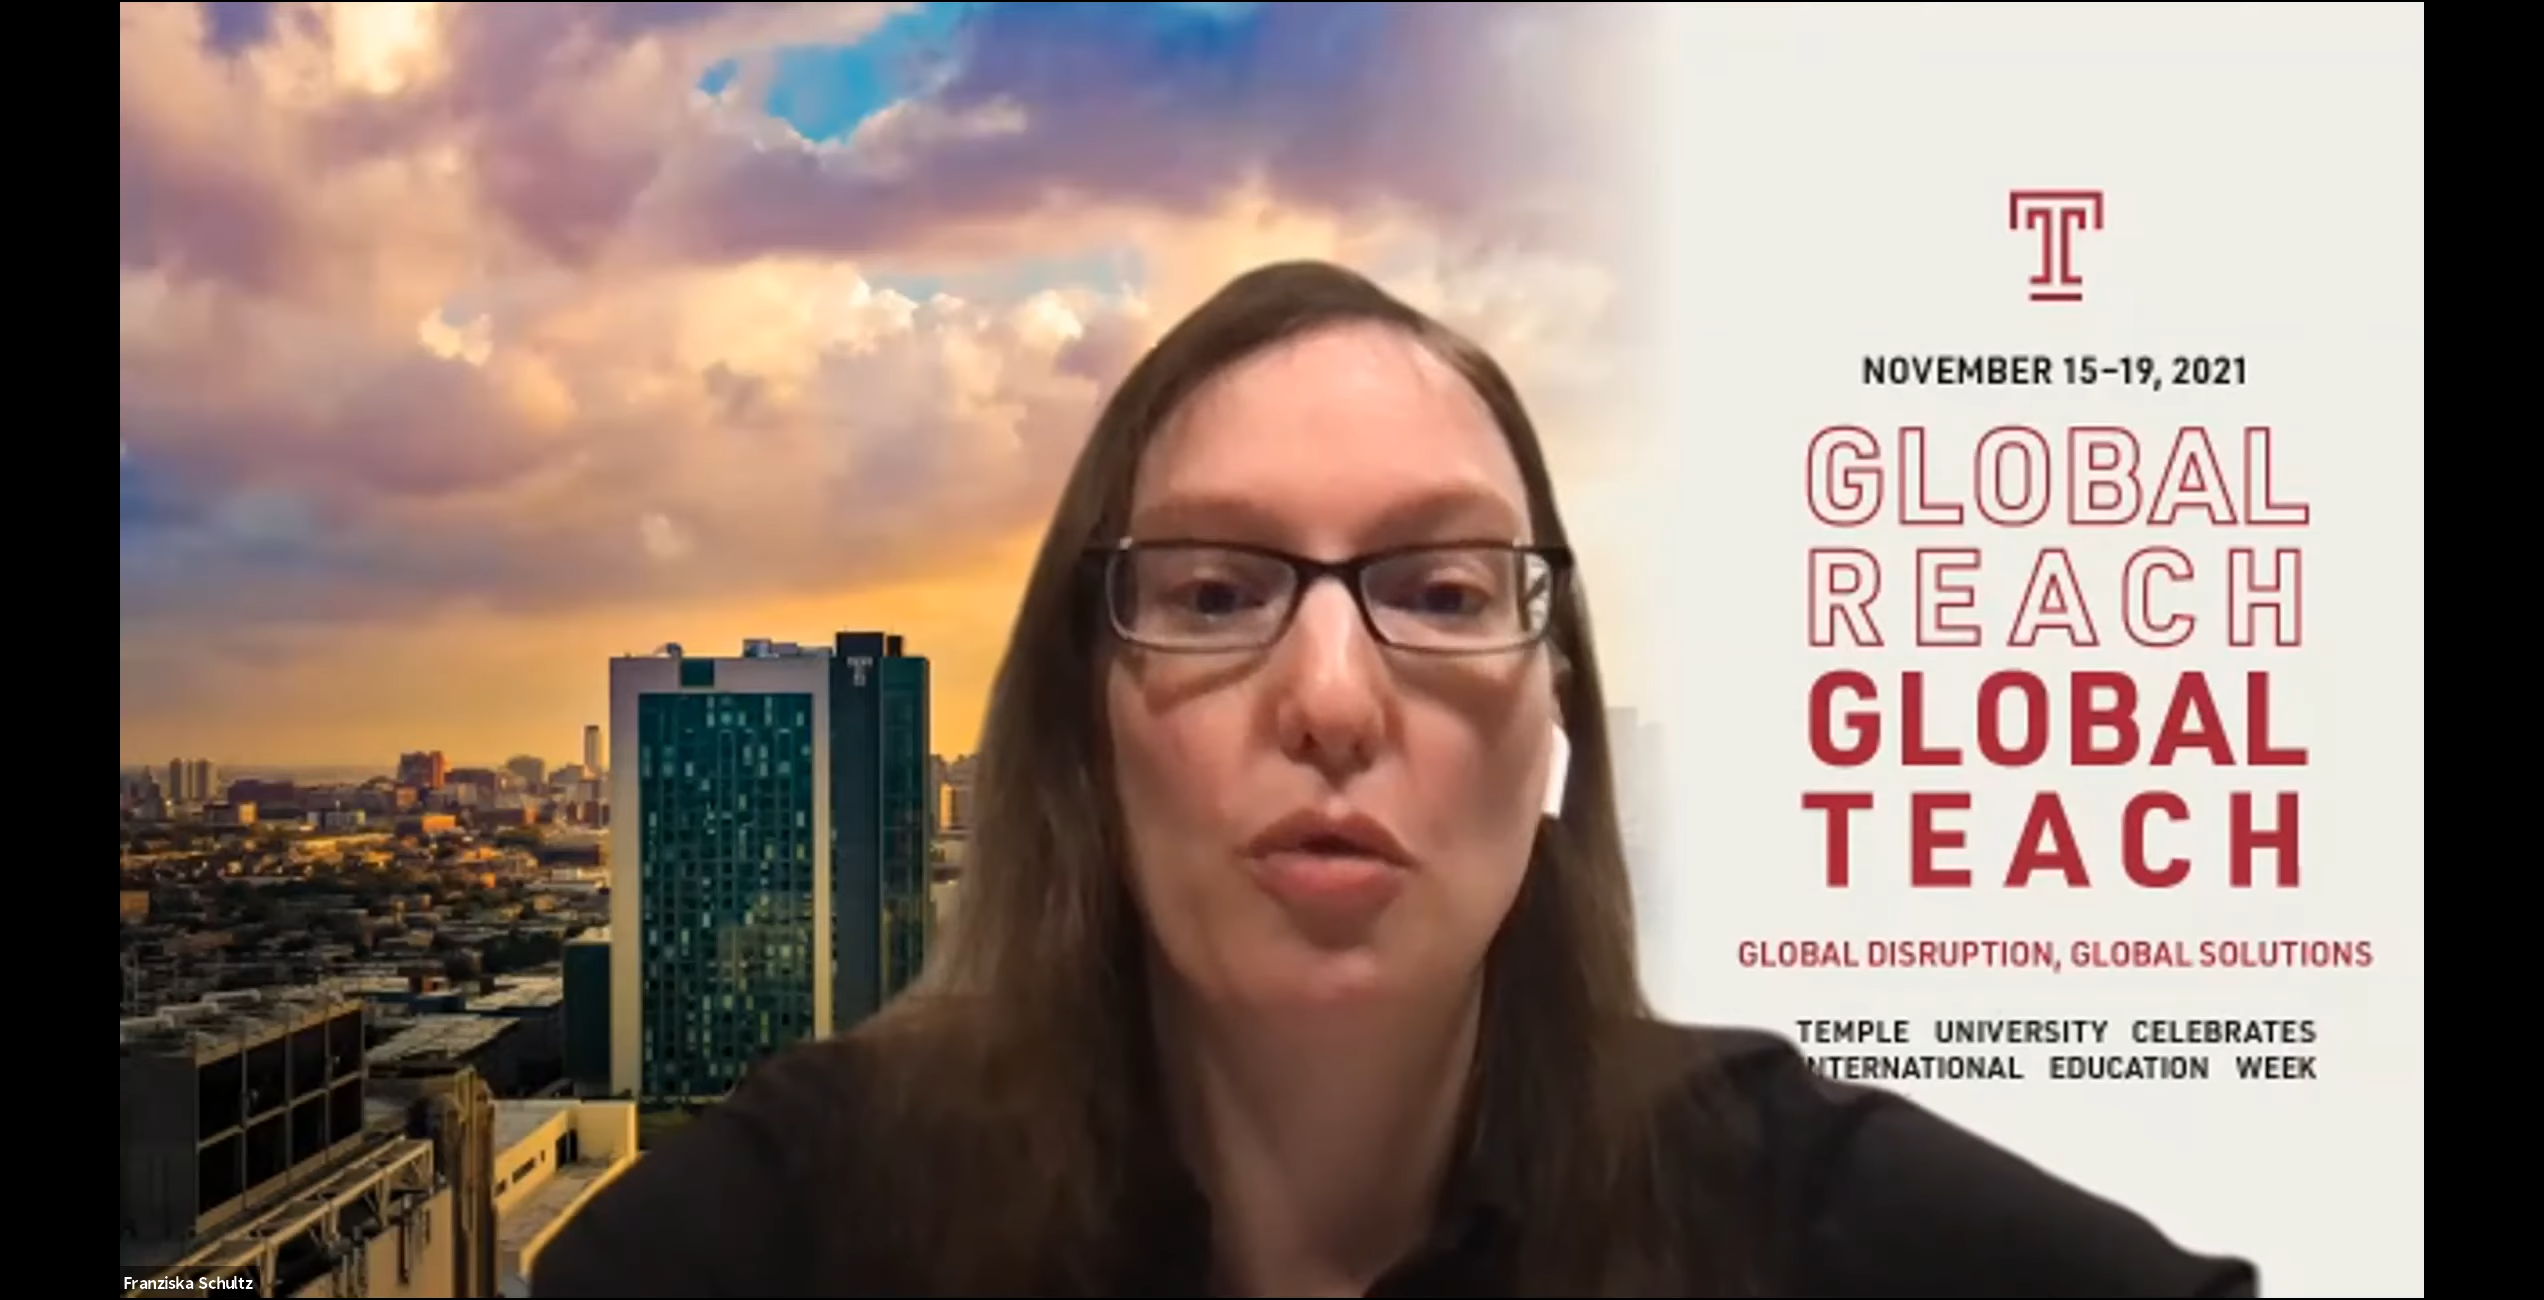 T
NOVEMBER 15–19, 2021
GLOBAL
REACH
GLOBAL
TEACH
GLOBAL DISRUPTION, GLOBAL SOLUTIONS
TEMPLE UNIVERSITY CELEBRATES
INTERNATIONAL EDUCATION WEEK
Franziska Schultz